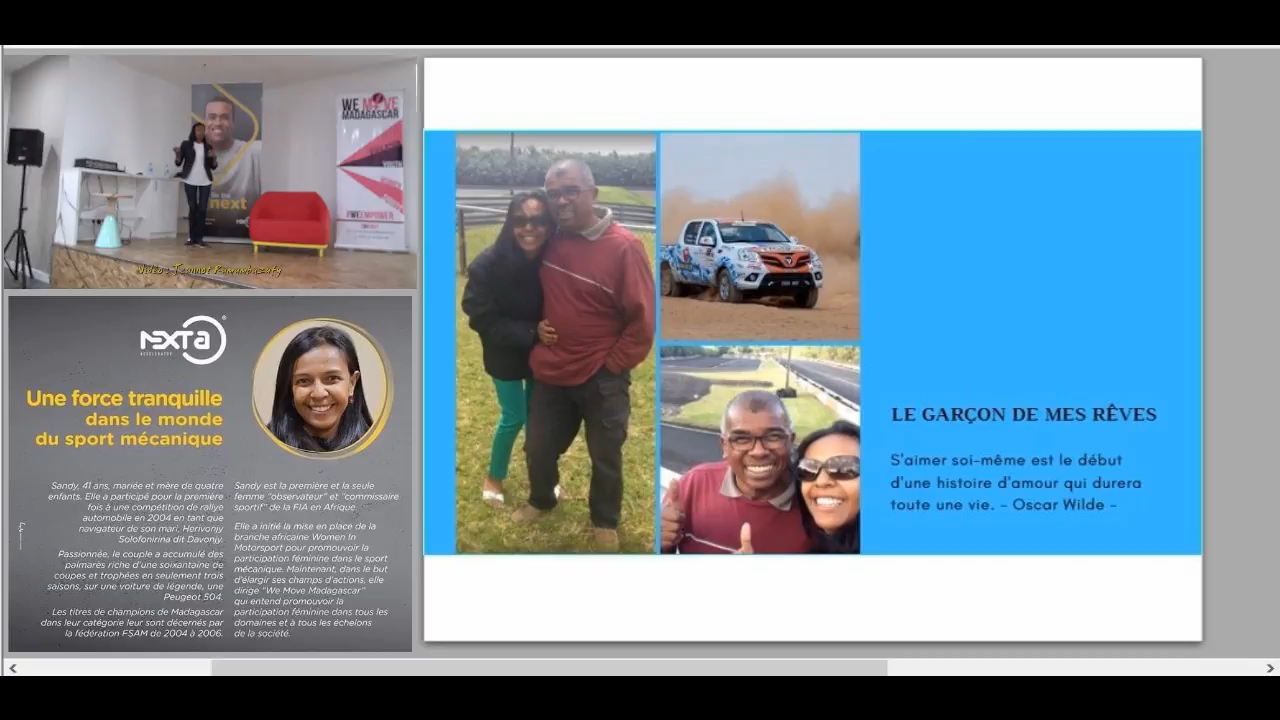 WE MOVE
MADAGASCAR
next
#WEEMPOWER
Vidéo : Jeannot Ramambazafy
NEXTA
ACCELERATOR
Une force tranquille
dans le monde
du sport mécanique
Sandy, 41 ans, mariée et mère de quatre
enfants. Elle a participé pour la première
fois à une compétition de rallye
automobile en 2004 en tant que
navigateur de son mari, Herivonjy
Solofonirina dit Davonjy.
Passionnée, le couple a accumulé des
palmarès riche d'une soixantaine de
coupes et trophées en seulement trois
saisons, sur une voiture de légende, une
Peugeot 504.
Les titres de champions de Madagascar
dans leur catégorie leur sont décernés par
la fédération FSAM de 2004 à 2006.
Sandy est la première et la seule
femme "observateur" et "commissaire
sportif" de la FIA en Afrique.
Elle a initié la mise en place de la
branche africaine Women In
Motorsport pour promouvoir la
participation féminine dans le sport
mécanique. Maintenant, dans le but
d'élargir ses champs d'actions, elle
dirige "We Move Madagascar"
qui entend promouvoir la
participation féminine dans tous les
domaines et à tous les échelons
de la société.
LE GARÇON DE MES RÊVES
S'aimer soi-même est le début
d'une histoire d'amour qui durera
toute une vie. - Oscar Wilde -